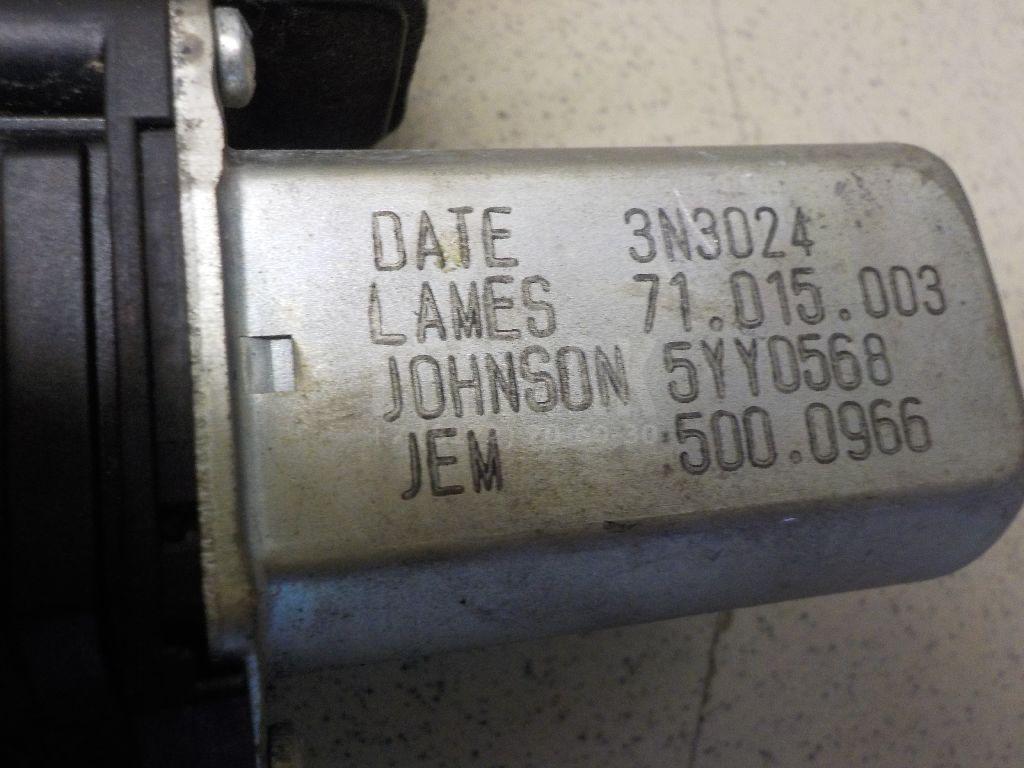 DATE 3N3024
LAMES 71.015.003
JOHNSON 5YY0568
JEM 500.0966